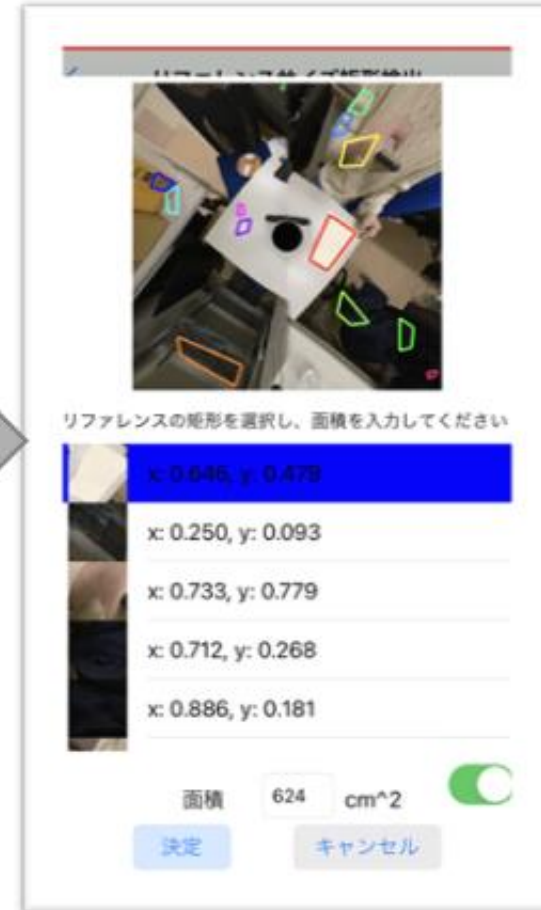 リファレンスの矩形を選択し、面積を入力してください
x: 0.646, y: 0.479
x: 0.250, y: 0.093
x: 0.733, y: 0.779
x: 0.712, y: 0.268
x: 0.886, y: 0.181
面積 624 cm^2
決定 キャンセル